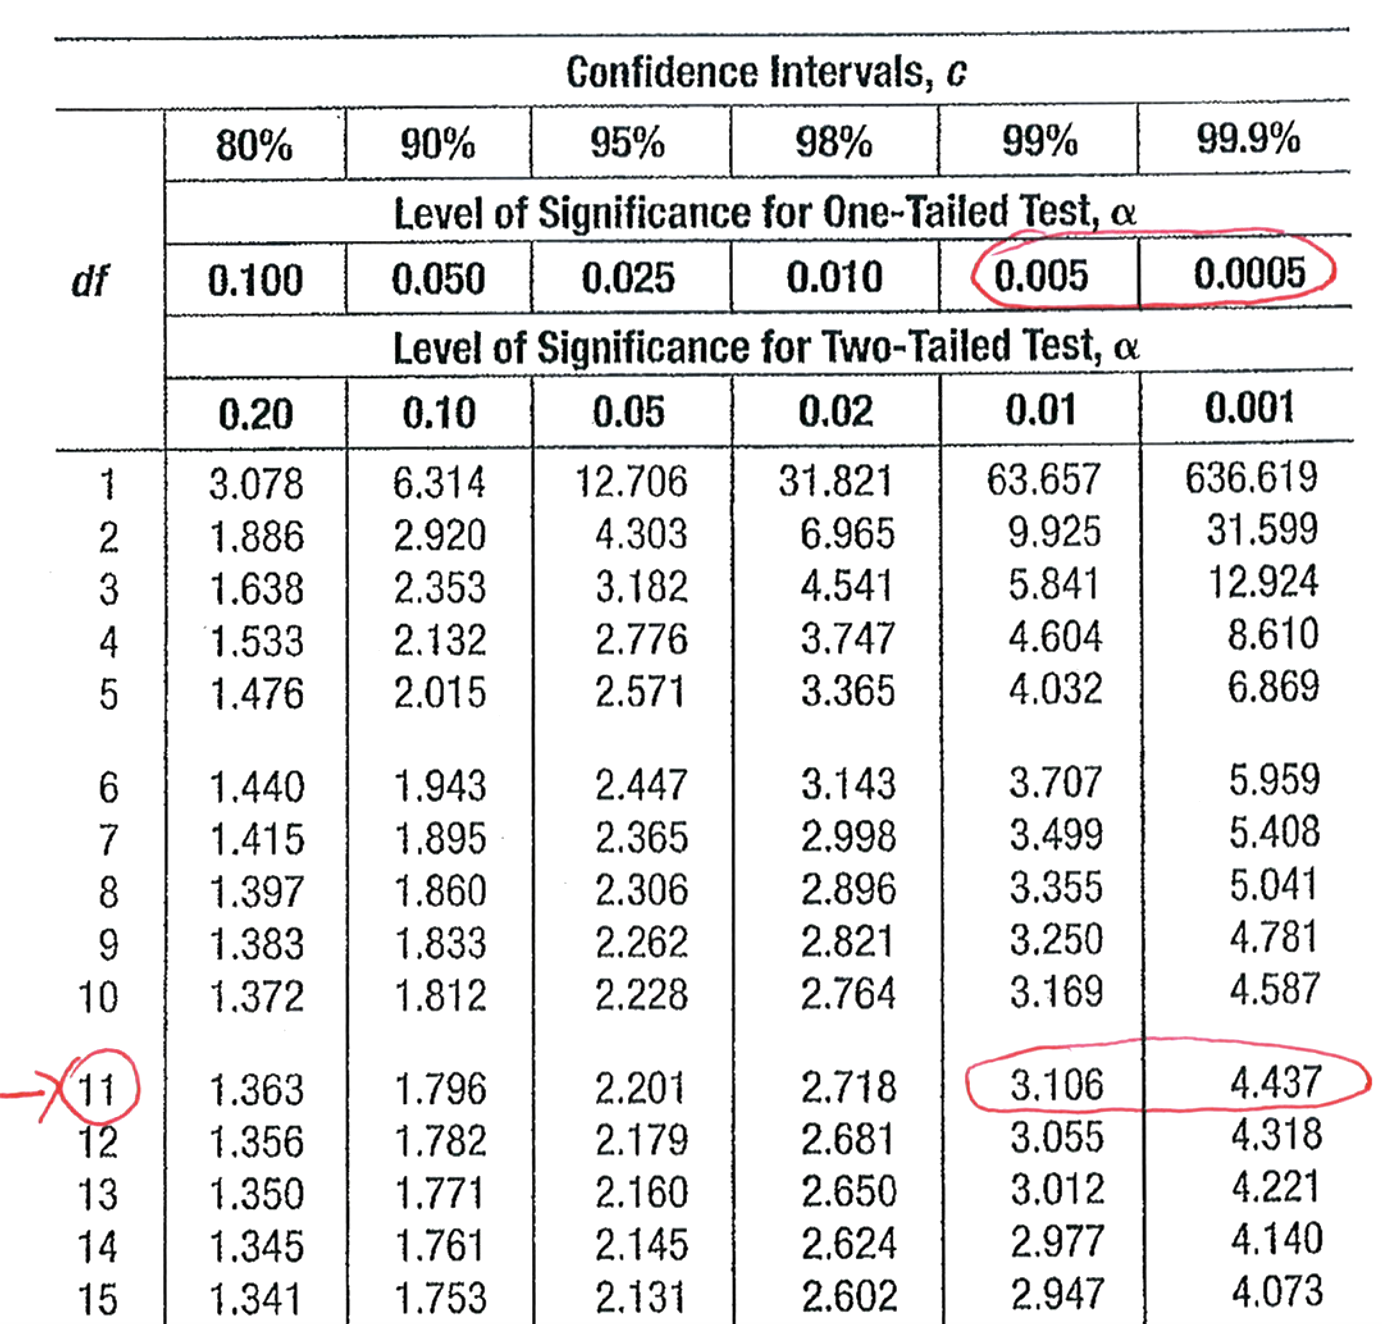 Confidence Intervals, c
80% 90% 95% 98% 99% 99.9%
Level of Significance for One-Tailed Test, α
df 0.100 0.050 0.025 0.010 0.005 0.0005
Level of Significance for Two-Tailed Test, α
0.20 0.10 0.05 0.02 0.01 0.001
1 3.078 6.314 12.706 31.821 63.657 636.619
2 1.886 2.920 4.303 6.965 9.925 31.599
3 1.638 2.353 3.182 4.541 5.841 12.924
4 1.533 2.132 2.776 3.747 4.604 8.610
5 1.476 2.015 2.571 3.365 4.032 6.869
6 1.440 1.943 2.447 3.143 3.707 5.959
7 1.415 1.895 2.365 2.998 3.499 5.408
8 1.397 1.860 2.306 2.896 3.355 5.041
9 1.383 1.833 2.262 2.821 3.250 4.781
10 1.372 1.812 2.228 2.764 3.169 4.587
11 1.363 1.796 2.201 2.718 3.106 4.437
12 1.356 1.782 2.179 2.681 3.055 4.318
13 1.350 1.771 2.160 2.650 3.012 4.221
14 1.345 1.761 2.145 2.624 2.977 4.140
15 1.341 1.753 2.131 2.602 2.947 4.073